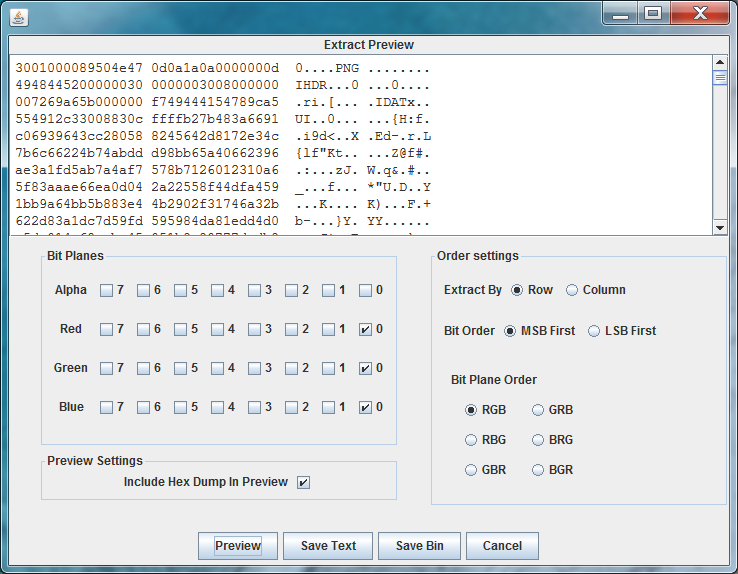 Extract Preview
3001000089504e47 0d0a1a0a0000000d 0....PNG ........
4948445200000030 0000003008000000 IHDR...0 ...0....
007269a65b000000 f749444154789ca5 .ri.[... .IDATx..
554912c33008830c ffffb27b483a6691 UI..0... ...{H:f.
c06939643cc28058 8245642d8172e34c .i9d<..X .Ed-.r.L
7b6c66224b74abdd d98bb65a40662396 {lf"Kt.... ...Z@f#.
ae3a1fd5ab7a4af7 578b7126012310a6 .:...zJ. W.q&.#..
5f83aaae66ea0d04 2a22558f44dfa459 _...f... *"U.D..Y
1bb9a64bb5b883e4 4b2902f31746a32b ...K.... K)...F.+
622d83a1dc7d59fd 595984da81edd4d0 b-...}Y. YY......
Bit Planes
Alpha 7 6 5 4 3 2 1 0
Red 7 6 5 4 3 2 1 0
Green 7 6 5 4 3 2 1 0
Blue 7 6 5 4 3 2 1 0
Preview Settings
Include Hex Dump In Preview
Order settings
Extract By Row Column
Bit Order MSB First LSB First
Bit Plane Order
RGB GRB
RBG BRG
GBR BGR
Preview Save Text Save Bin Cancel